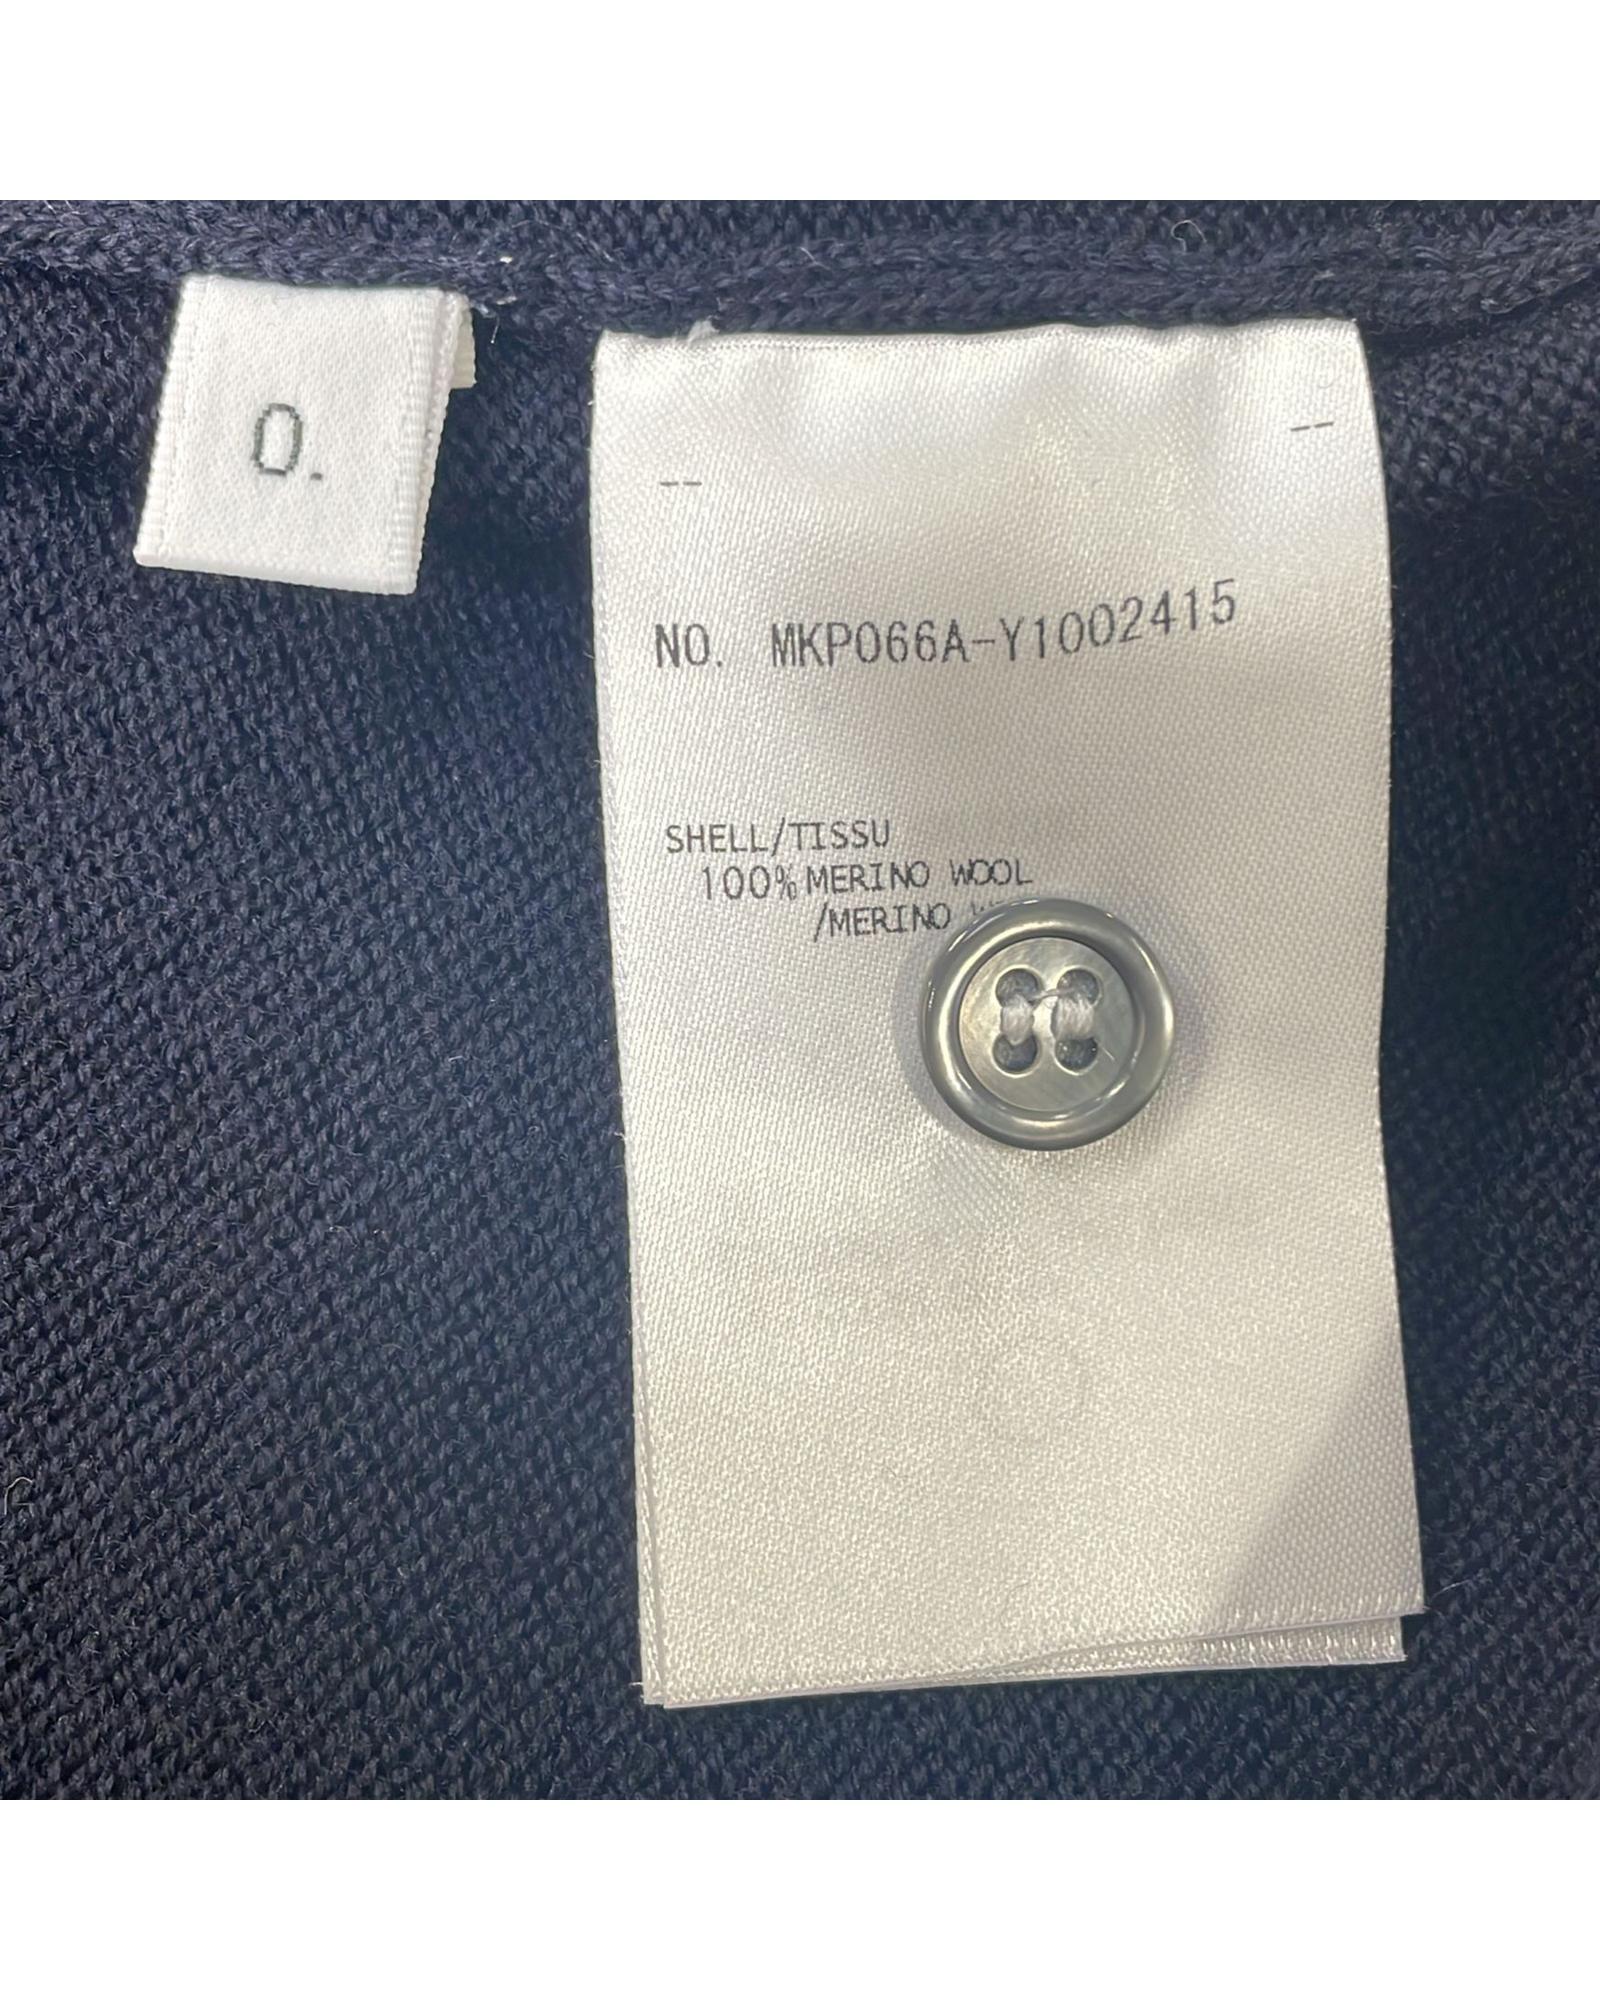 0.
-- --
NO. MKP066A-Y1002415
SHELL/TISSU
100%MERINO WOOL
/MERINO